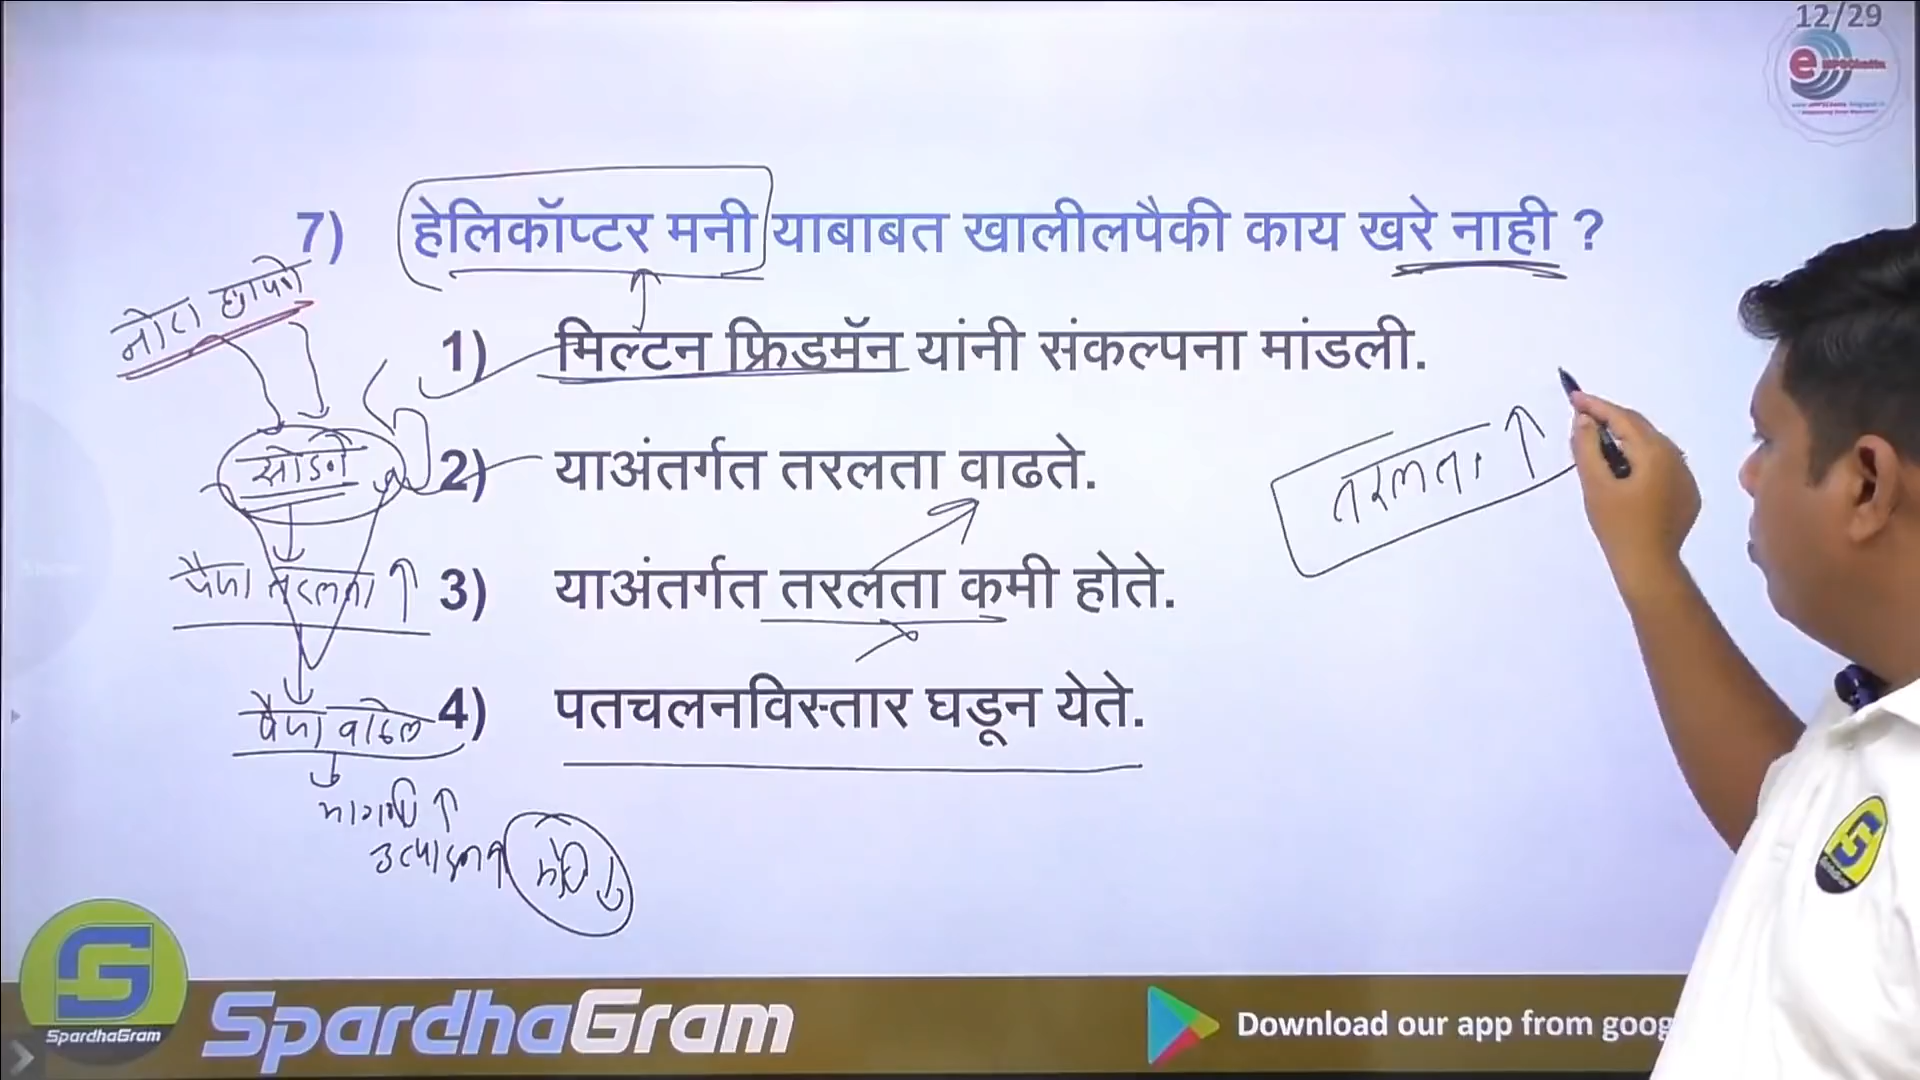 12/29
e
7) हेलिकॉप्टर मनी याबाबत खालीलपैकी काय खरे नाही ?
नोटा छापणे
1) मिल्टन फ्रिडमॅन यांनी संकल्पना मांडली.
सोडणे
2) याअंतर्गत तरलता वाढते.
तरलता ↑
पैसा तरलता ↑
3) याअंतर्गत तरलता कमी होते.
पैसा वाढेल
4) पतचलनविस्तार घडून येते.
मागणी ↑
उत्पादन
SpardhaGram
SpardhaGram
Download our app from goog